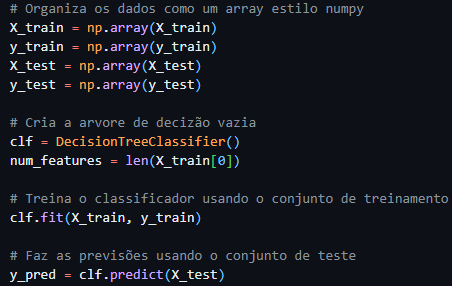 # Organiza os dados como um array estilo numpy
X_train = np.array(X_train)
y_train = np.array(y_train)
X_test = np.array(X_test)
y_test = np.array(y_test)

# Cria a arvore de decizão vazia
clf = DecisionTreeClassifier()
num_features = len(X_train[0])

# Treina o classificador usando o conjunto de treinamento
clf.fit(X_train, y_train)

# Faz as previsões usando o conjunto de teste
y_pred = clf.predict(X_test)